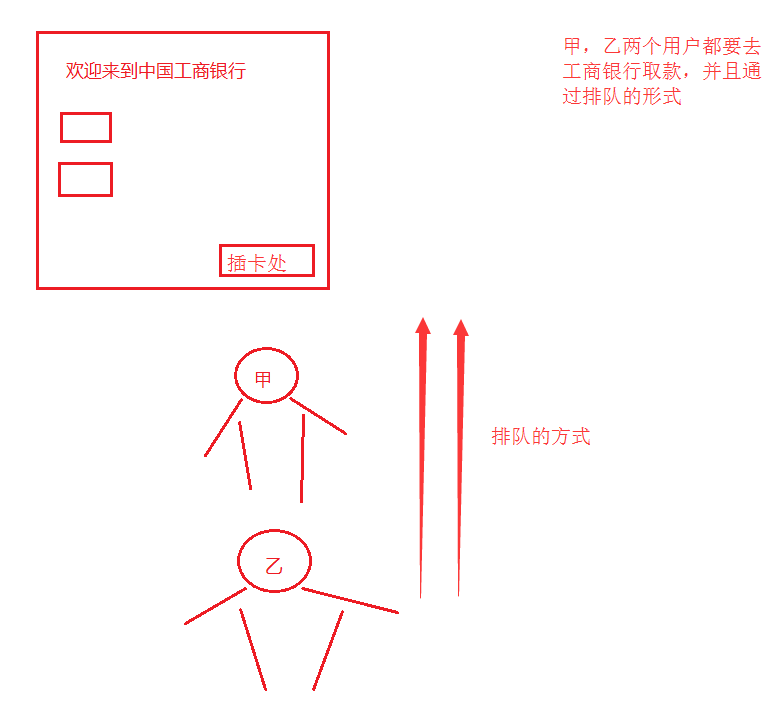 欢迎来到中国工商银行
甲，乙两个用户都要去
工商银行取款，并且通
过排队的形式
插卡处
甲
排队的方式
乙